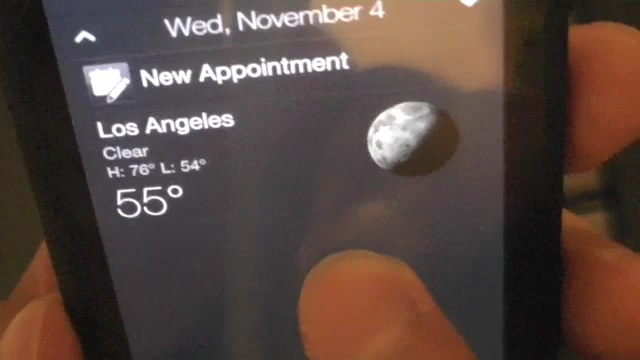 Wed, November 4
New Appointment
Los Angeles
Clear
H: 76° L: 54°
55°